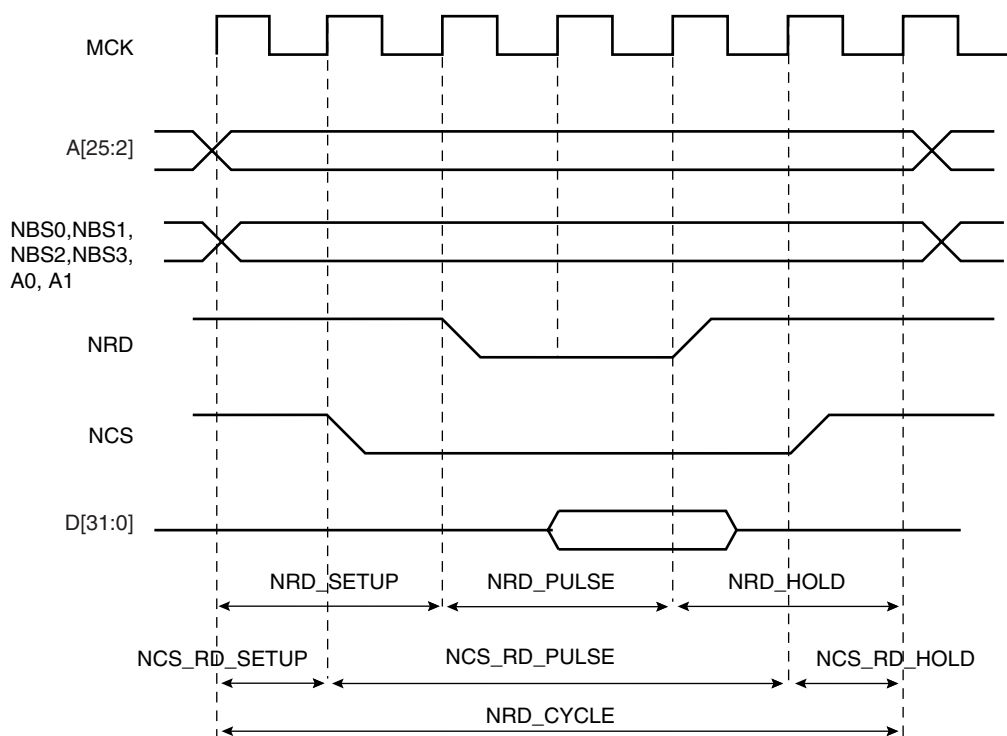 MCK
A[25:2]
NBS0,NBS1,
NBS2,NBS3,
A0, A1
NRD
NCS
D[31:0]
NRD_SETUP NRD_PULSE NRD_HOLD
NCS_RD_SETUP NCS_RD_PULSE NCS_RD_HOLD
NRD_CYCLE